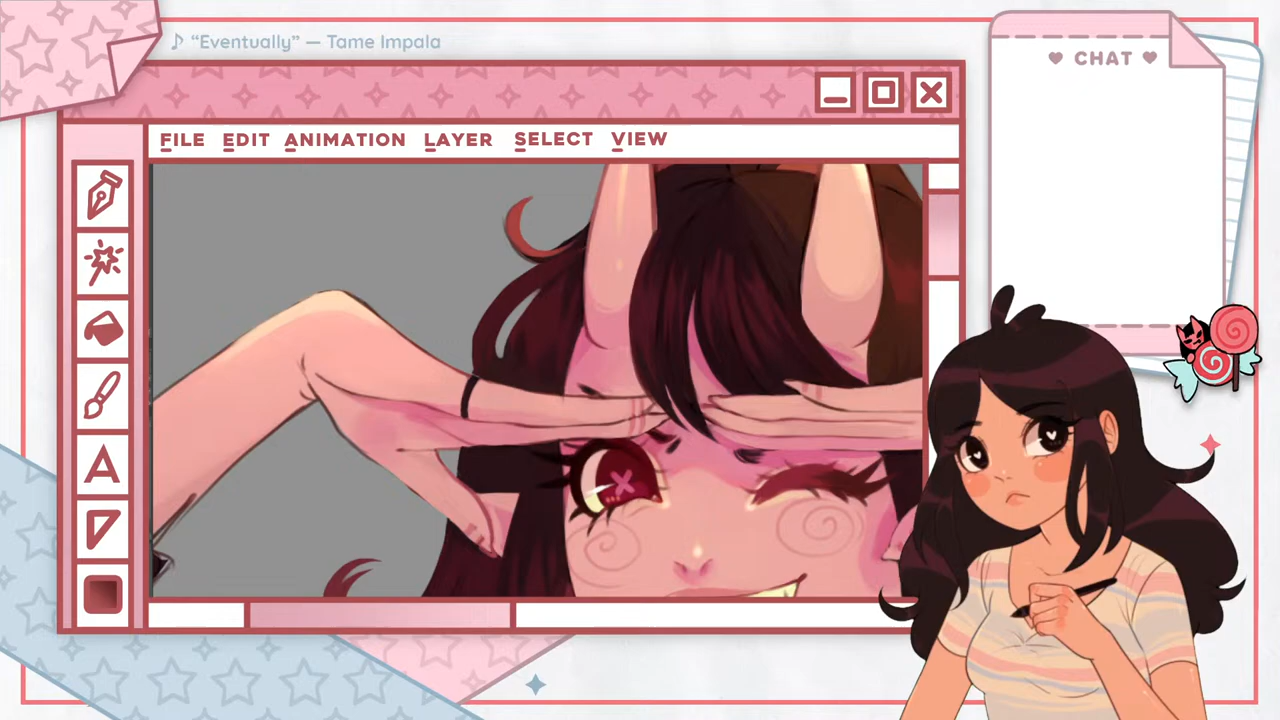 ♪ “Eventually” — Tame Impala
♥ CHAT ♥
FILE EDIT ANIMATION LAYER SELECT VIEW
A